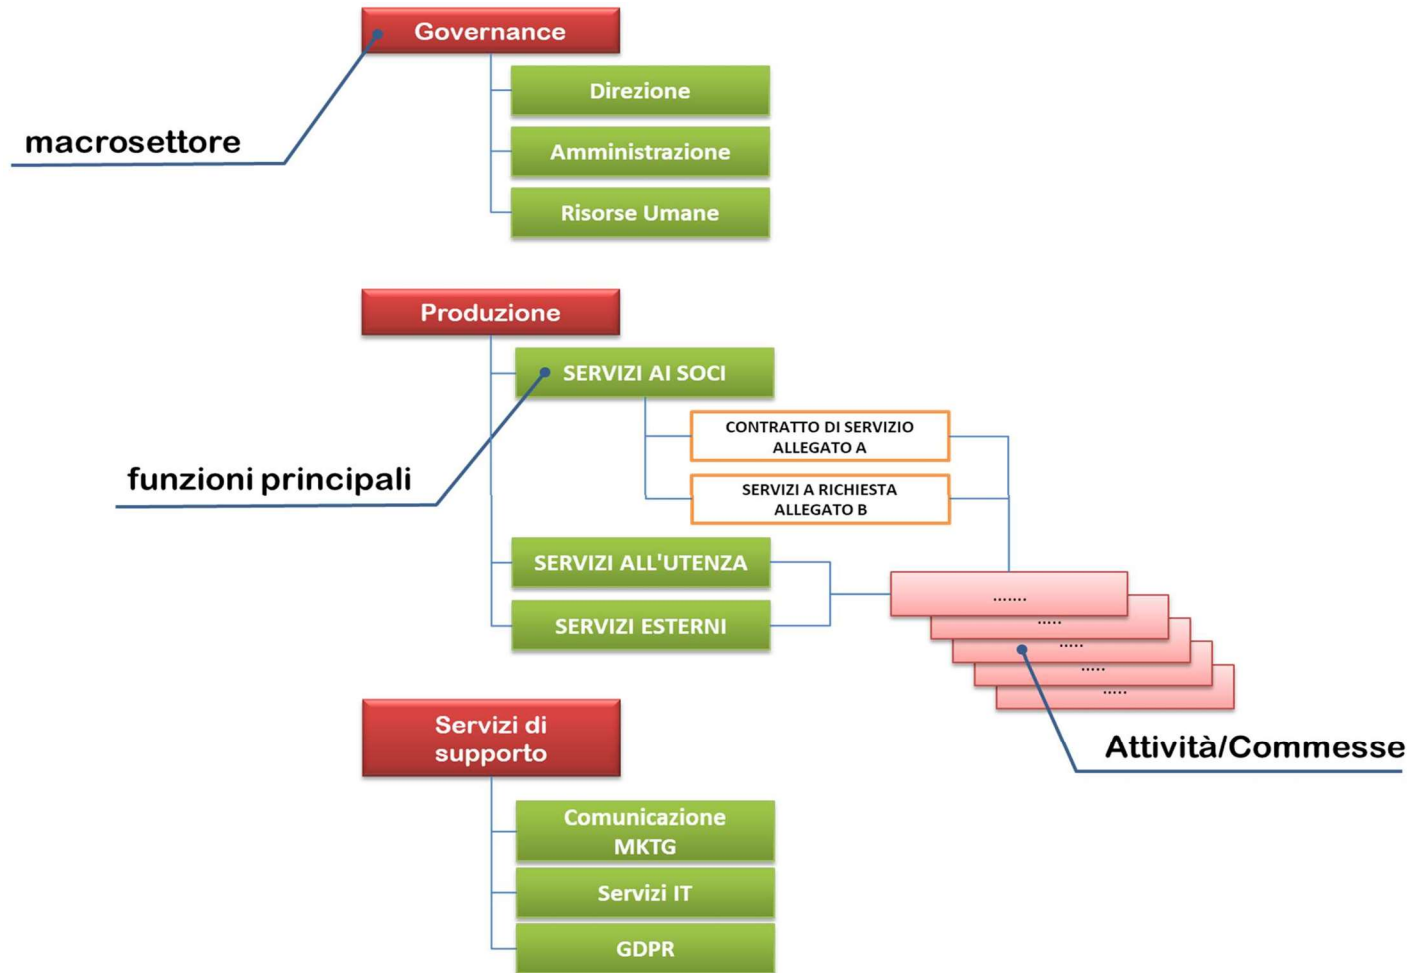 Governance
Direzione
macrosettore
Amministrazione
Risorse Umane
Produzione
SERVIZI AI SOCI
CONTRATTO DI SERVIZIO
ALLEGATO A
funzioni principali
SERVIZI A RICHIESTA
ALLEGATO B
SERVIZI ALL'UTENZA
SERVIZI ESTERNI
.......
.....
.....
.....
.....
Servizi di
supporto
Attività/Commesse
Comunicazione
MKTG
Servizi IT
GDPR